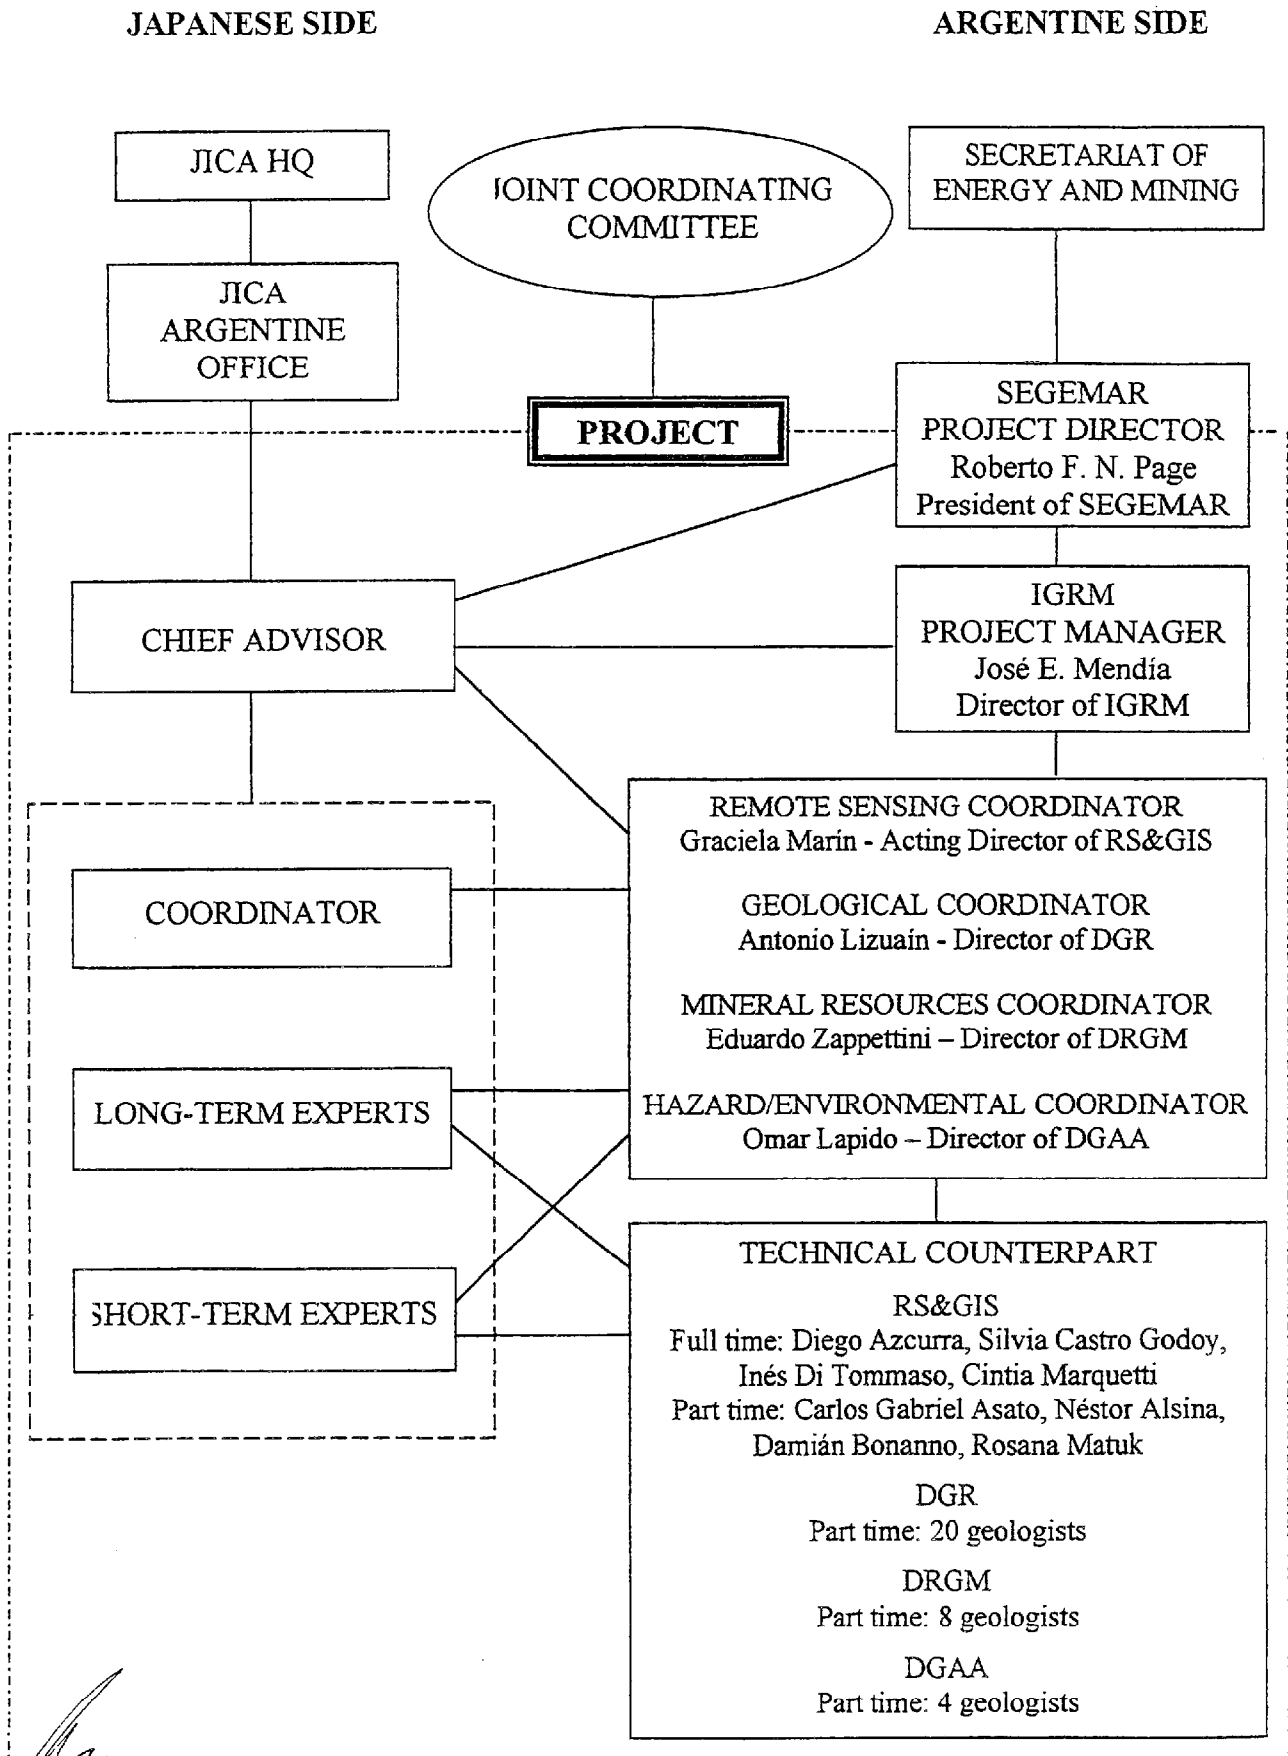 JAPANESE SIDE
ARGENTINE SIDE
JICA HQ
JOINT COORDINATING
COMMITTEE
SECRETARIAT OF
ENERGY AND MINING
JICA
ARGENTINE
OFFICE
PROJECT
SEGEMAR
PROJECT DIRECTOR
Roberto F. N. Page
President of SEGEMAR
CHIEF ADVISOR
IGRM
PROJECT MANAGER
José E. Mendía
Director of IGRM
COORDINATOR
LONG-TERM EXPERTS
SHORT-TERM EXPERTS
REMOTE SENSING COORDINATOR
Graciela Marín - Acting Director of RS&GIS
GEOLOGICAL COORDINATOR
Antonio Lizuaín - Director of DGR
MINERAL RESOURCES COORDINATOR
Eduardo Zappettini – Director of DRGM
HAZARD/ENVIRONMENTAL COORDINATOR
Omar Lapido – Director of DGAA
TECHNICAL COUNTERPART
RS&GIS
Full time: Diego Azcurra, Silvia Castro Godoy,
Inés Di Tommaso, Cintia Marquetti
Part time: Carlos Gabriel Asato, Néstor Alsina,
Damián Bonanno, Rosana Matuk
DGR
Part time: 20 geologists
DRGM
Part time: 8 geologists
DGAA
Part time: 4 geologists